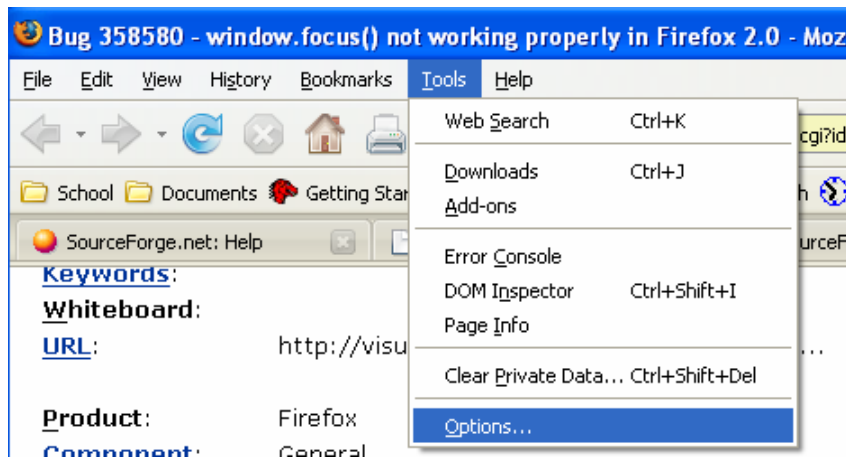 Bug 358580 - window.focus() not working properly in Firefox 2.0 - Moz
File Edit View History Bookmarks Tools Help
Web Search Ctrl+K
cgi?id
Downloads Ctrl+J
School Documents Getting Star
h
Add-ons
SourceForge.net: Help
urceF
Error Console
Keywords:
DOM Inspector Ctrl+Shift+I
Whiteboard:
Page Info
URL: http://visu
...
Clear Private Data... Ctrl+Shift+Del
Product: Firefox
Options...
Component: General